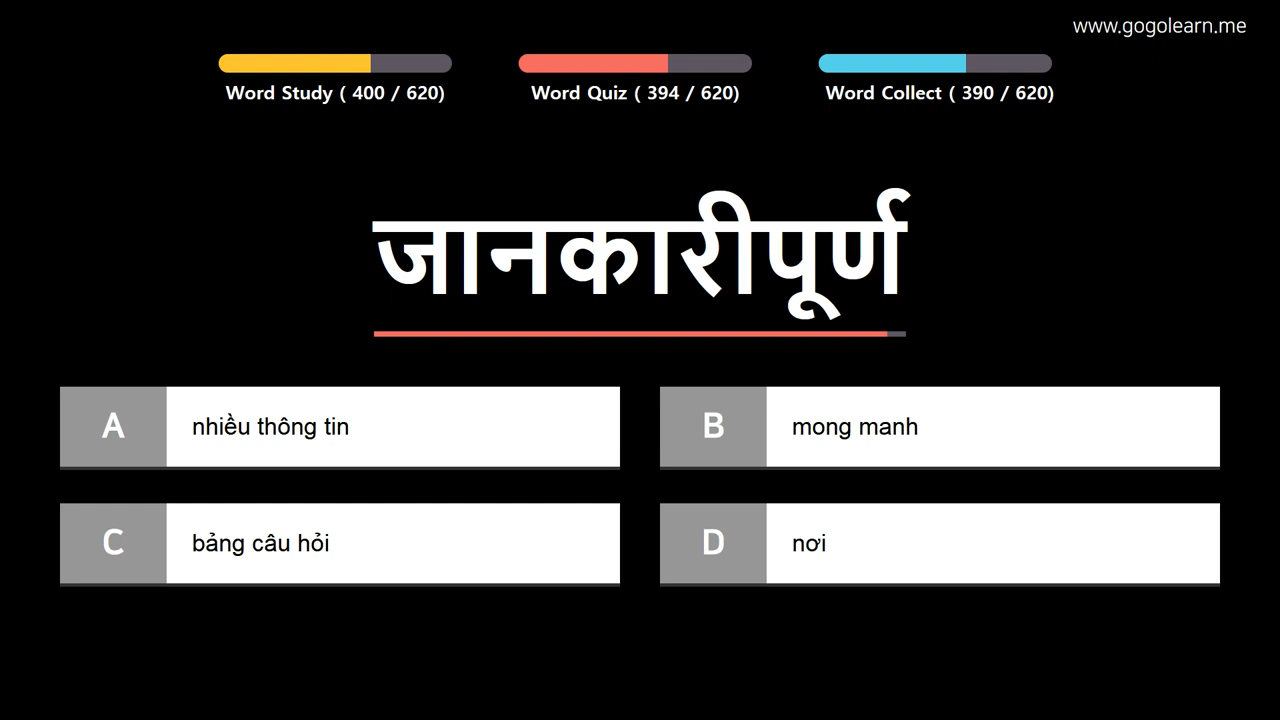 www.gogolearn.me
Word Study ( 400 / 620)
Word Quiz ( 394 / 620)
Word Collect ( 390 / 620)
जानकारीपूर्ण
A nhiều thông tin
B mong manh
C bảng câu hỏi
D nơi